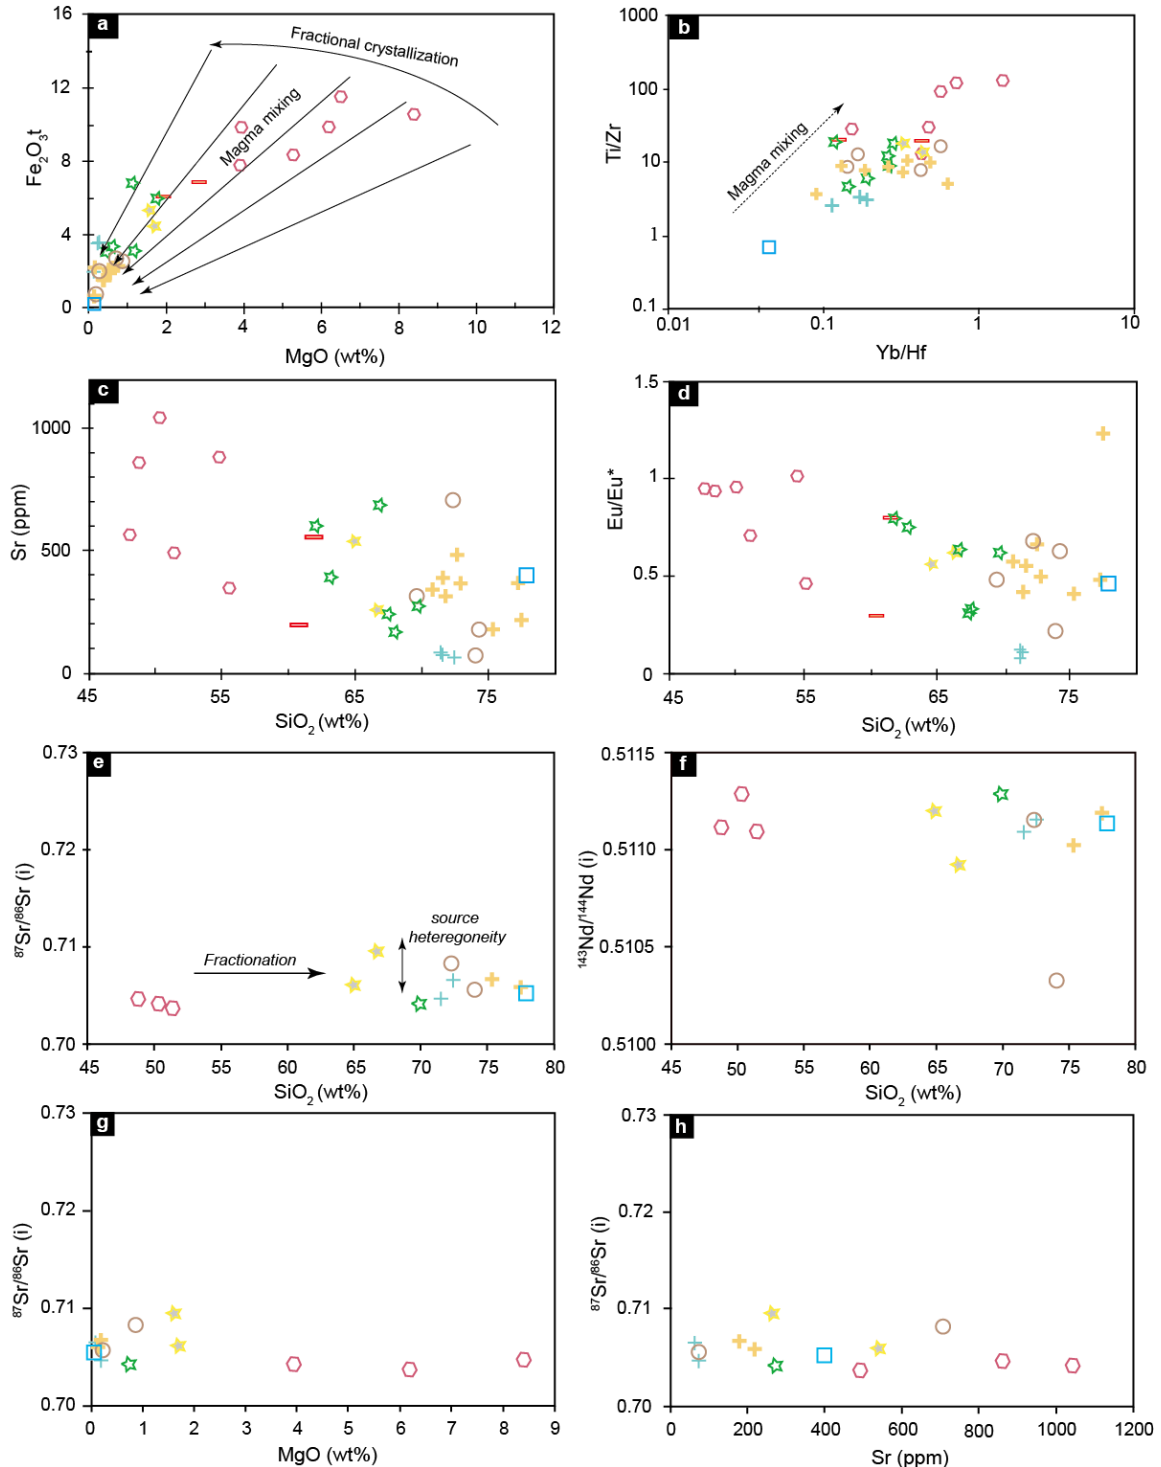 a
16
12
8
4
0
Fe2O3t
Fractional crystallization
Magma mixing
0 2 4 6 8 10 12
MgO (wt%)
b
1000
100
10
1
0.1
Ti/Zr
Magma mixing
0.01 0.1 1 10
Yb/Hf
c
1000
500
0
Sr (ppm)
45 55 65 75
SiO2 (wt%)
d
1.5
1
0.5
0
Eu/Eu*
45 55 65 75
SiO2 (wt%)
e
0.73
0.72
0.71
0.70
87Sr/86Sr (i)
Fractionation
source
heteregoneity
45 50 55 60 65 70 75 80
SiO2 (wt%)
f
0.5115
0.5110
0.5105
0.5100
143Nd/144Nd (i)
45 50 55 60 65 70 75 80
SiO2 (wt%)
g
0.73
0.72
0.71
0.70
87Sr/86Sr (i)
0 1 2 3 4 5 6 7 8 9
MgO (wt%)
h
0.73
0.72
0.71
0.70
87Sr/86Sr (i)
0 200 400 600 800 1000 1200
Sr (ppm)